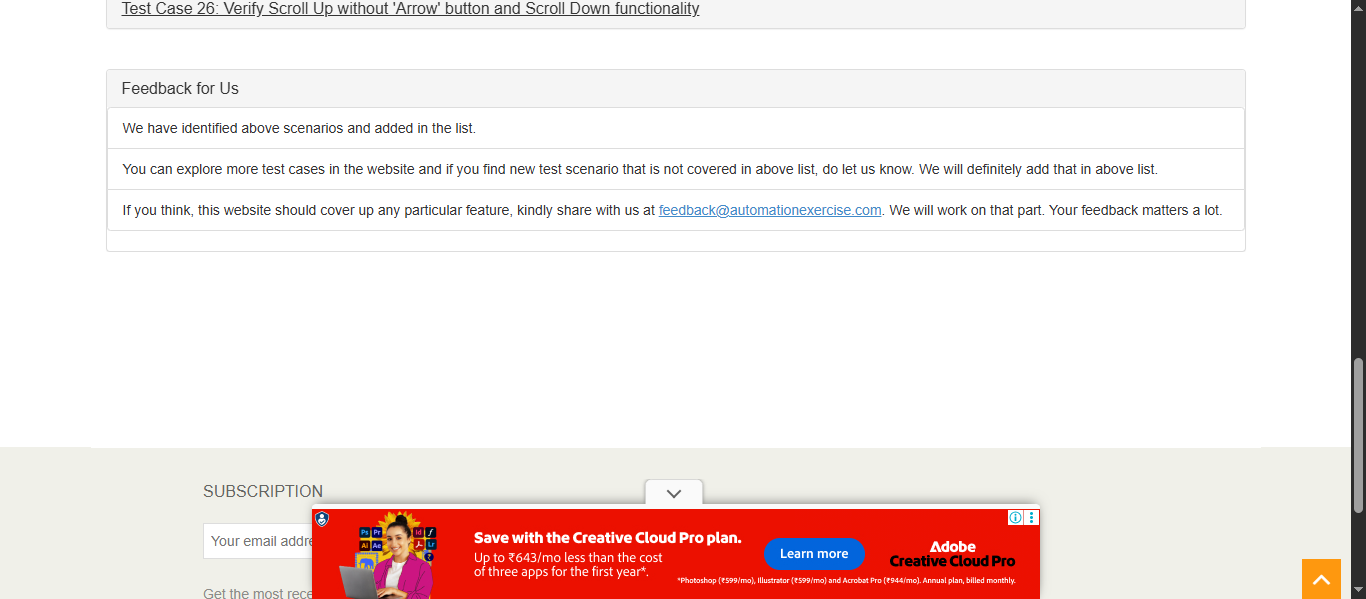 Test Case 26: Verify Scroll Up without 'Arrow' button and Scroll Down functionality
Feedback for Us
We have identified above scenarios and added in the list.
You can explore more test cases in the website and if you find new test scenario that is not covered in above list, do let us know. We will definitely add that in above list.
If you think, this website should cover up any particular feature, kindly share with us at feedback@automationexercise.com. We will work on that part. Your feedback matters a lot.
SUBSCRIPTION
Your email addre
Get the most rece
Ps Pr Id f
Ai Ae Lr
Save with the Creative Cloud Pro plan.
Up to ₹643/mo less than the cost
of three apps for the first year*.
Learn more
Adobe
Creative Cloud Pro
*Photoshop (₹599/mo), Illustrator (₹599/mo) and Acrobat Pro (₹944/mo). Annual plan, billed monthly.